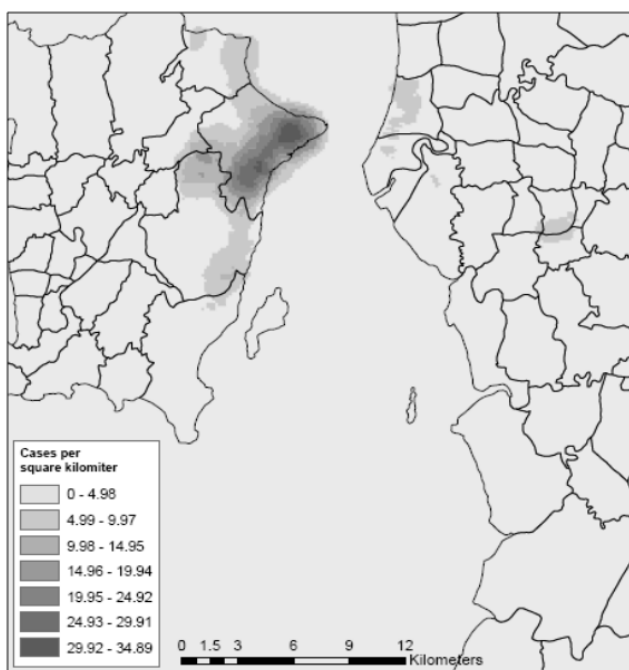 Cases per
square kilomiter
0 - 4.98
4.99 - 9.97
9.98 - 14.95
14.96 - 19.94
19.95 - 24.92
24.93 - 29.91
29.92 - 34.89
0 1.5 3 6 9 12
Kilometers